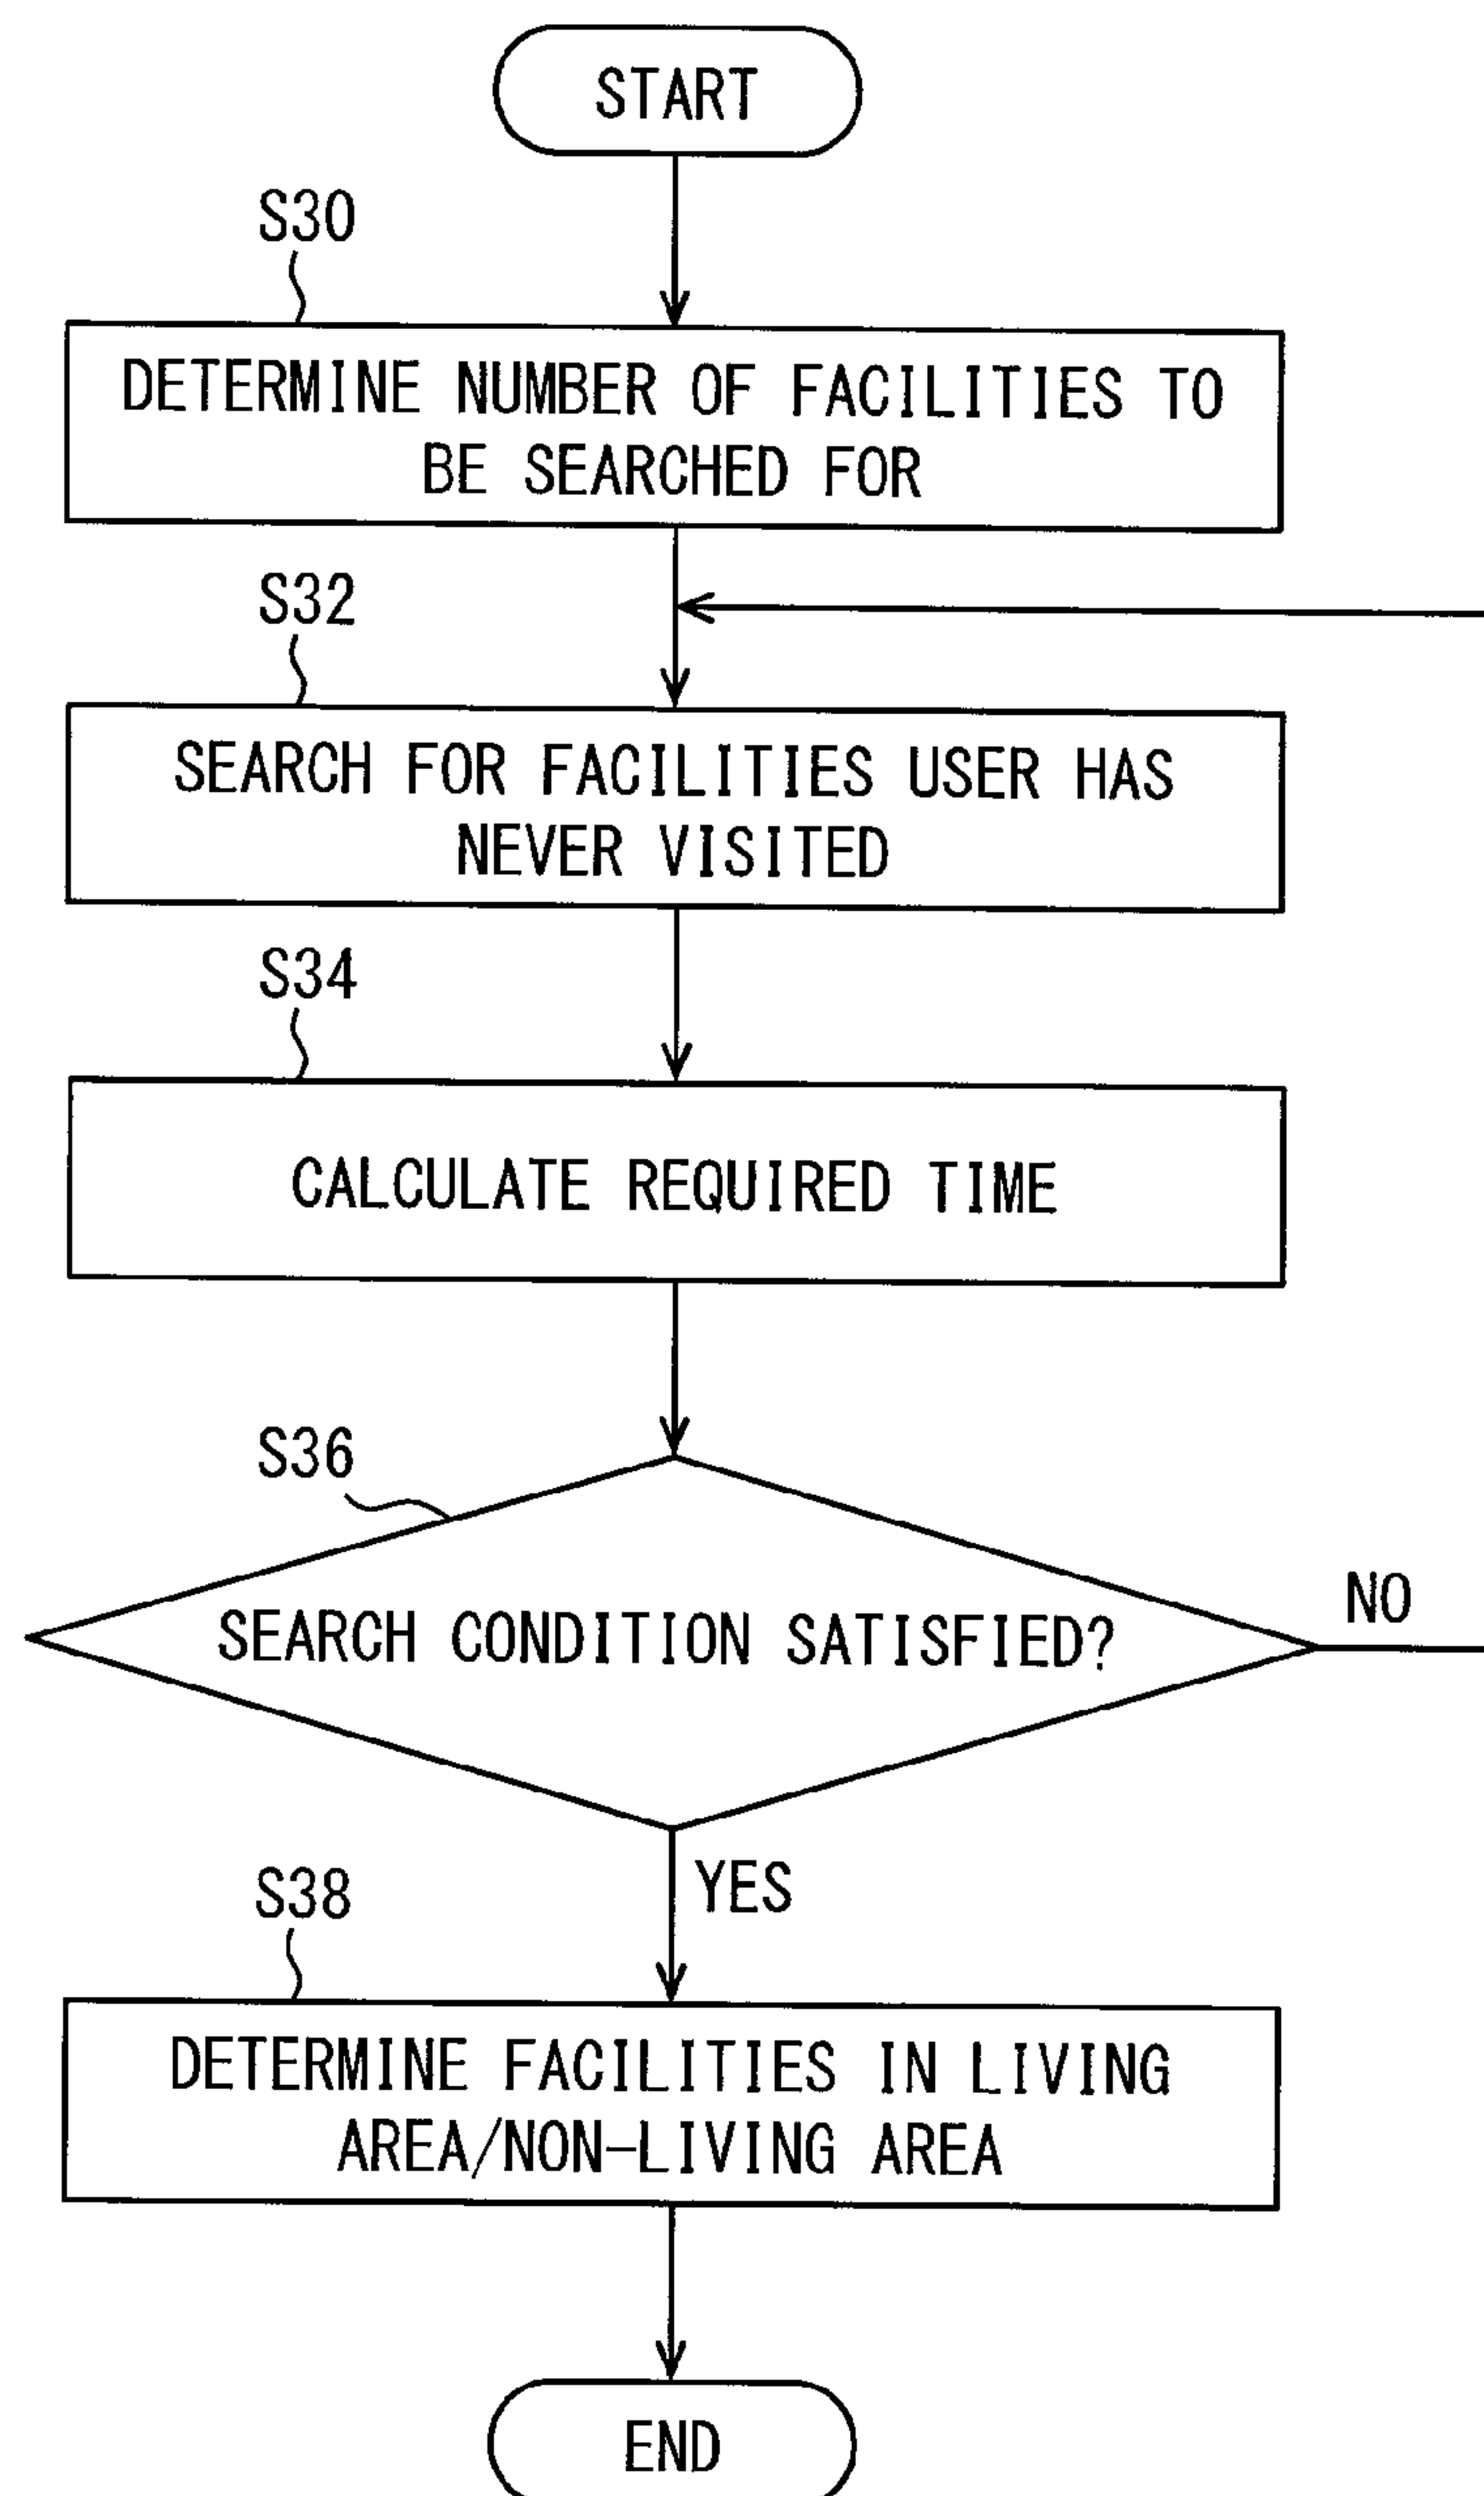 START
S30
DETERMINE NUMBER OF FACILITIES TO
BE SEARCHED FOR
S32
SEARCH FOR FACILITIES USER HAS
NEVER VISITED
S34
CALCULATE REQUIRED TIME
S36
SEARCH CONDITION SATISFIED?
NO
YES
S38
DETERMINE FACILITIES IN LIVING
AREA/NON-LIVING AREA
END